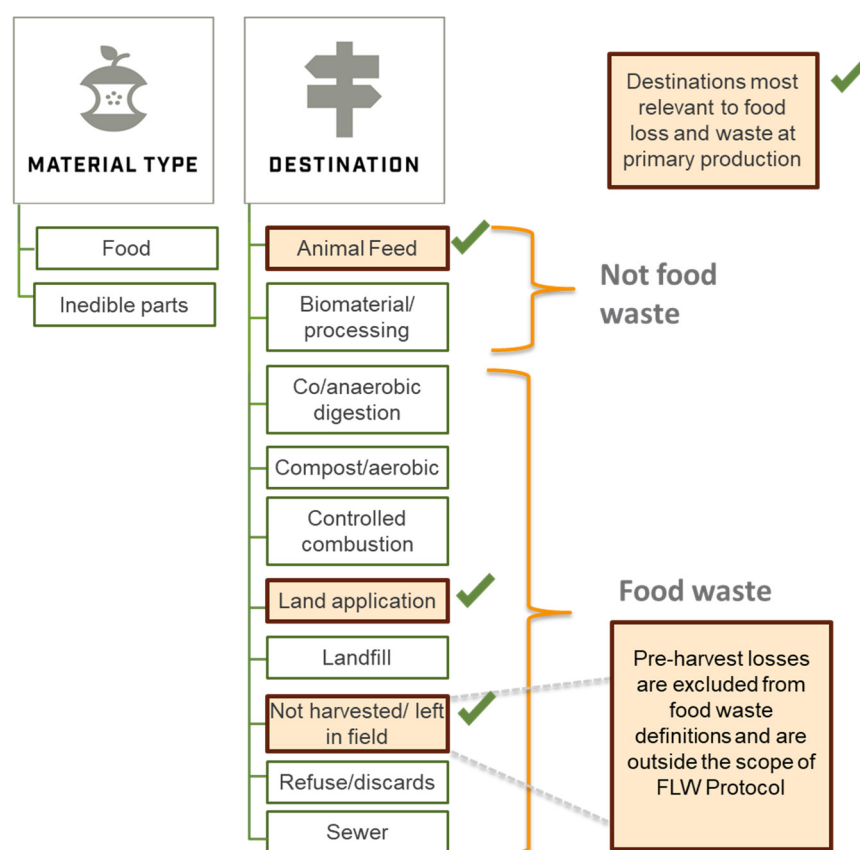 MATERIAL TYPE
Food
Inedible parts
DESTINATION
Animal Feed
Biomaterial/
processing
Co/anaerobic
digestion
Compost/aerobic
Controlled
combustion
Land application
Landfill
Not harvested/ left
in field
Refuse/discards
Sewer
Destinations most
relevant to food
loss and waste at
primary production
Not food
waste
Food waste
Pre-harvest losses
are excluded from
food waste
definitions and are
outside the scope of
FLW Protocol